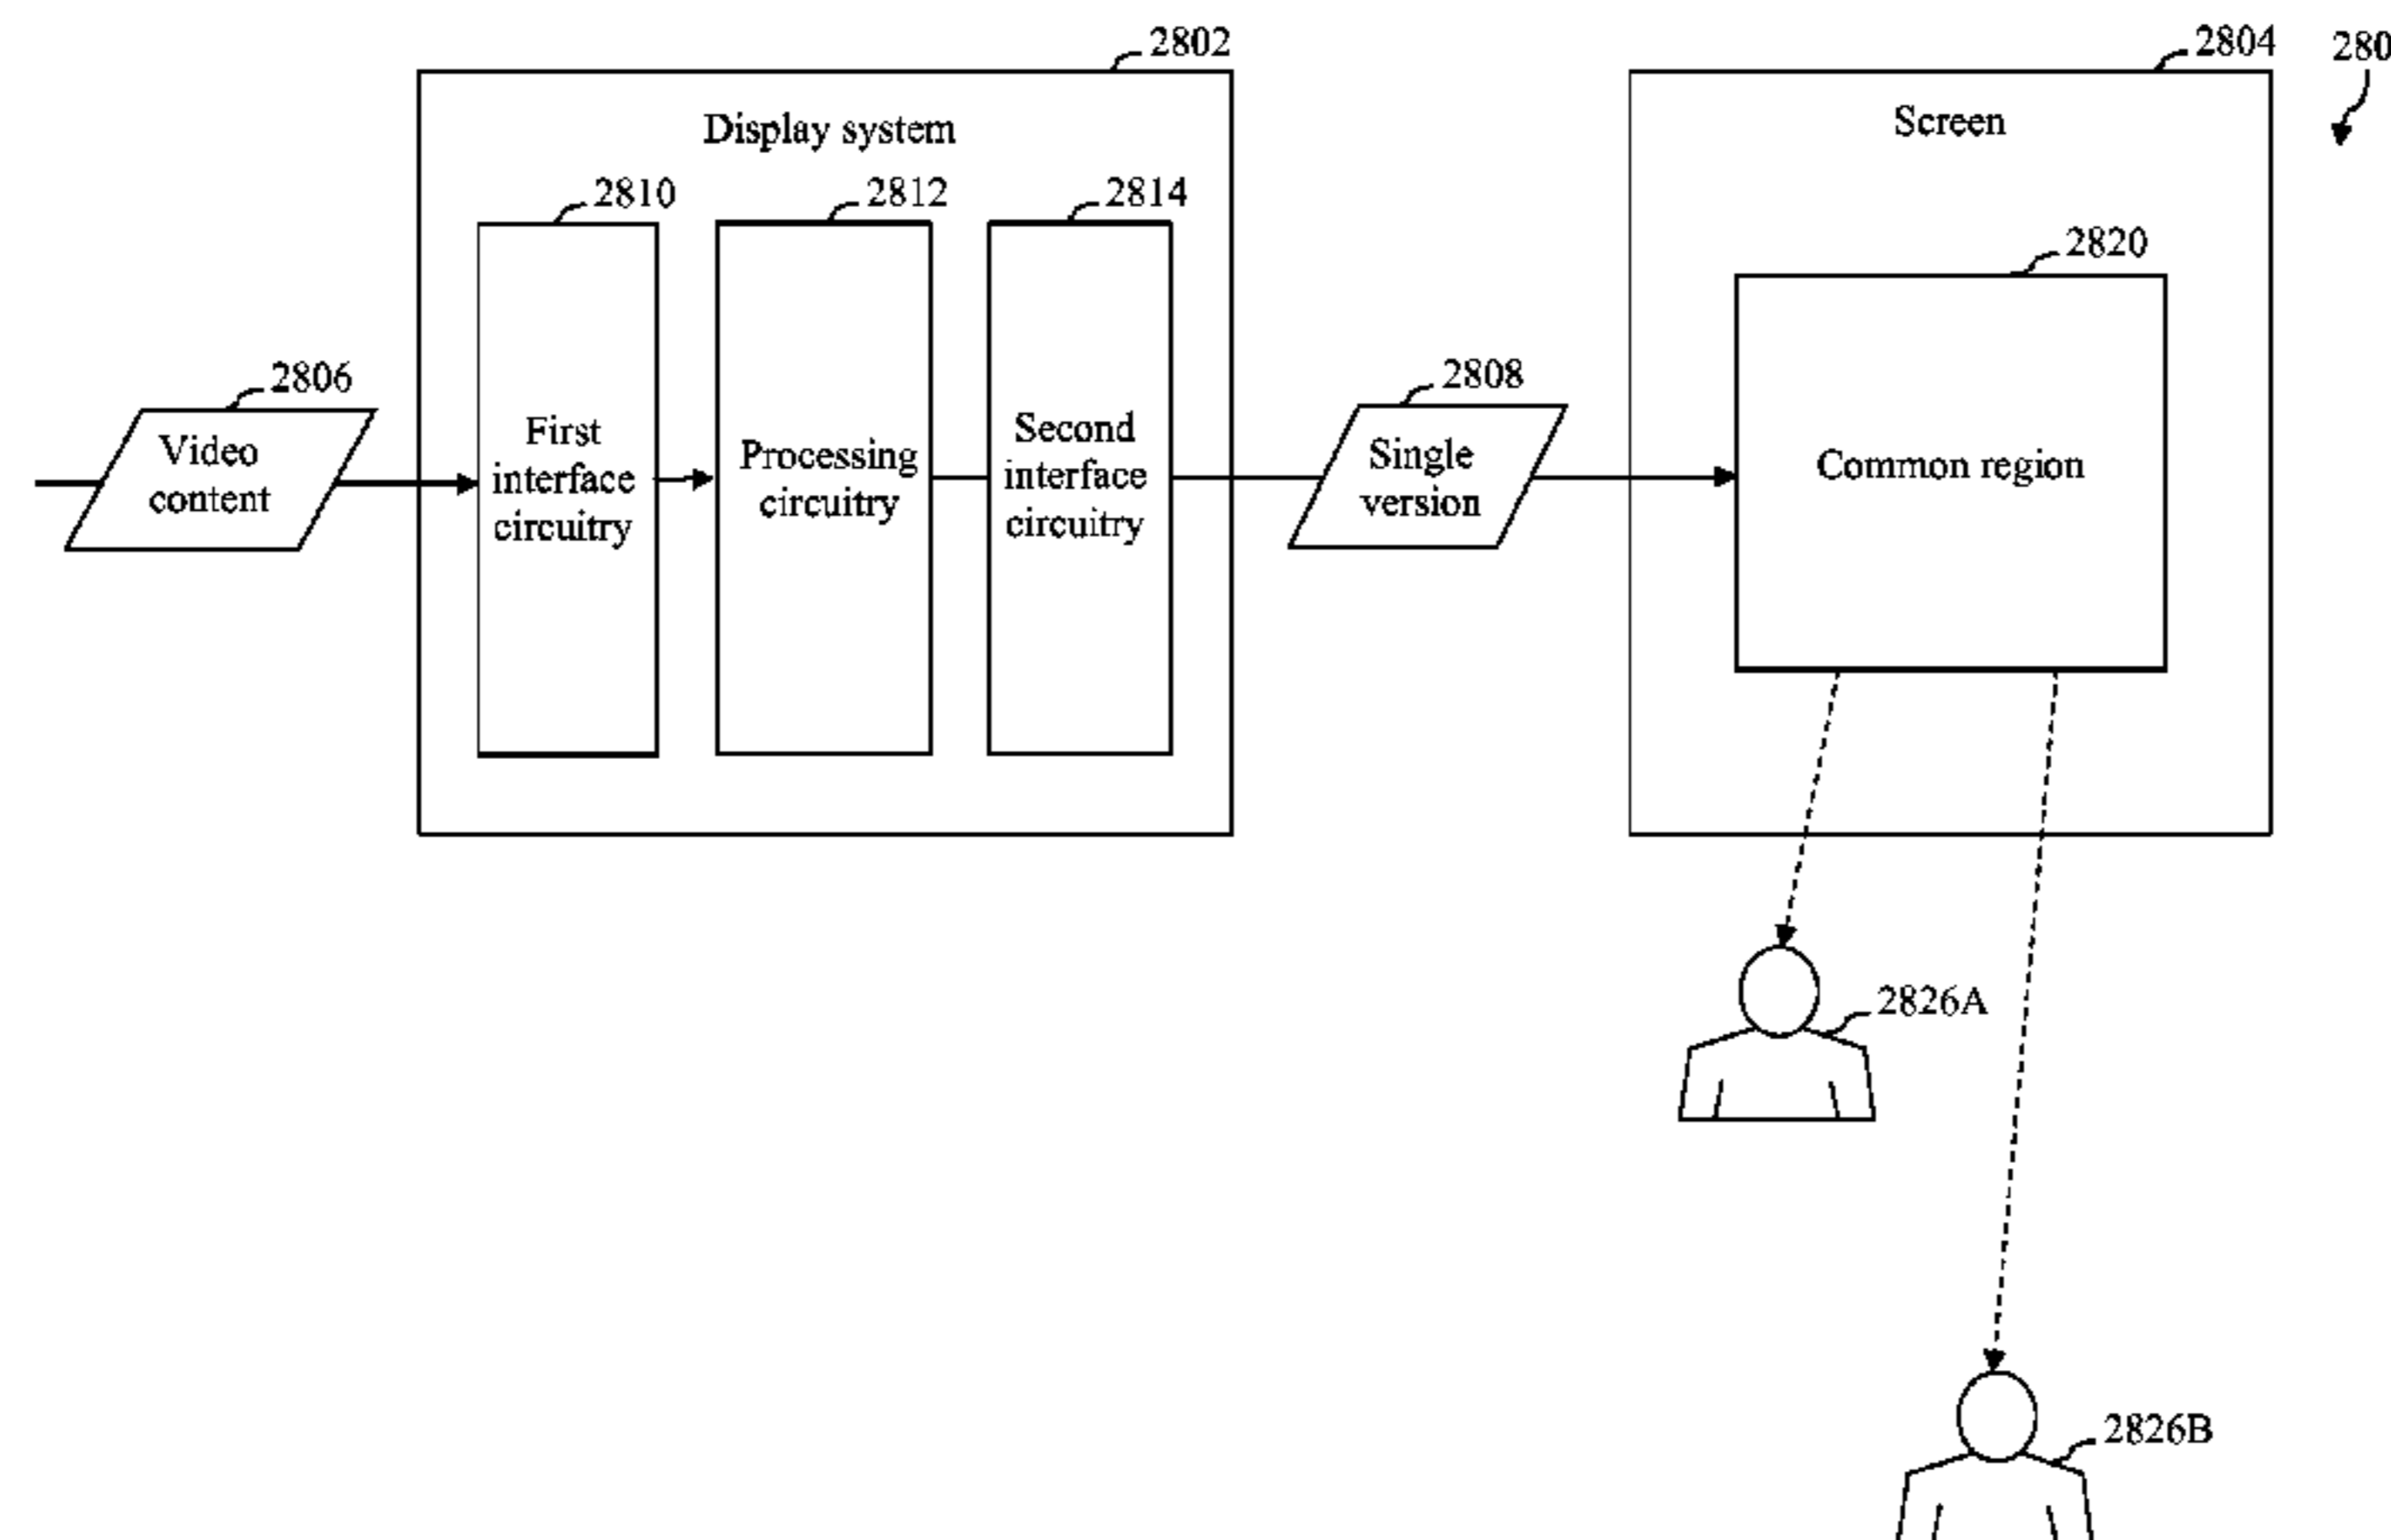 2802
2804
280
Display system
Screen
2810
2812
2814
2820
2806
2808
Video
content
First
interface
circuitry
Processing
circuitry
Second
interface
circuitry
Single
version
Common region
2826A
2826B